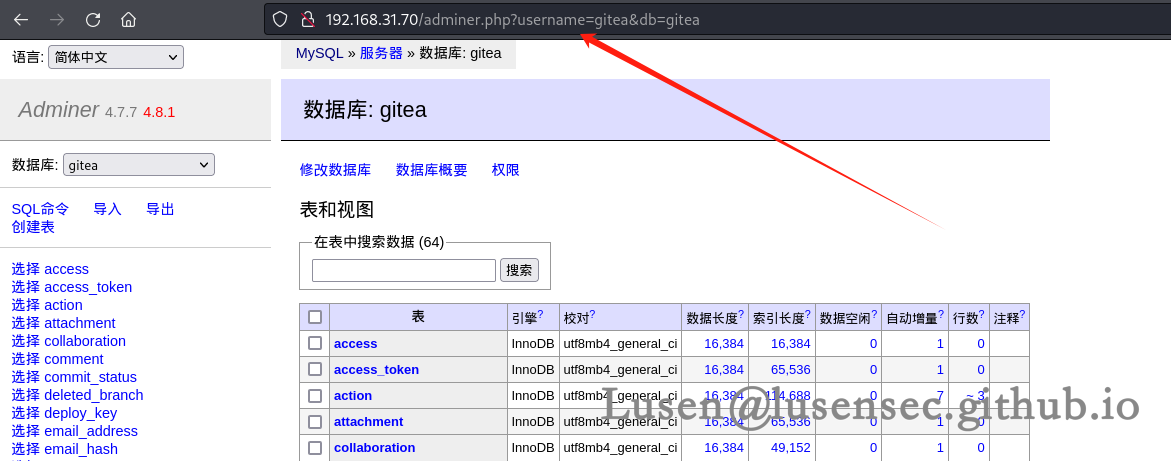 192.168.31.70/adminer.php?username=gitea&db=gitea
语言: 简体中文
MySQL » 服务器 » 数据库: gitea
Adminer 4.7.7 4.8.1
数据库: gitea
数据库: gitea
修改数据库 数据库概要 权限
SQL命令 导入 导出
创建表
表和视图
在表中搜索数据 (64)
搜索
选择 access
选择 access_token
选择 action
选择 attachment
选择 collaboration
选择 comment
选择 commit_status
选择 deleted_branch
选择 deploy_key
选择 email_address
选择 email_hash
表 引擎? 校对? 数据长度? 索引长度? 数据空闲? 自动增量? 行数? 注释?
access InnoDB utf8mb4_general_ci 16,384 16,384 0 1 0
access_token InnoDB utf8mb4_general_ci 16,384 65,536 0 1 0
action InnoDB utf8mb4_general_ci 16,384 114,688 0 7 ~ 3
attachment InnoDB utf8mb4_general_ci 16,384 65,536 0 1 0
collaboration InnoDB utf8mb4_general_ci 16,384 49,152 0 1 0
Lusen@lusensec.github.io